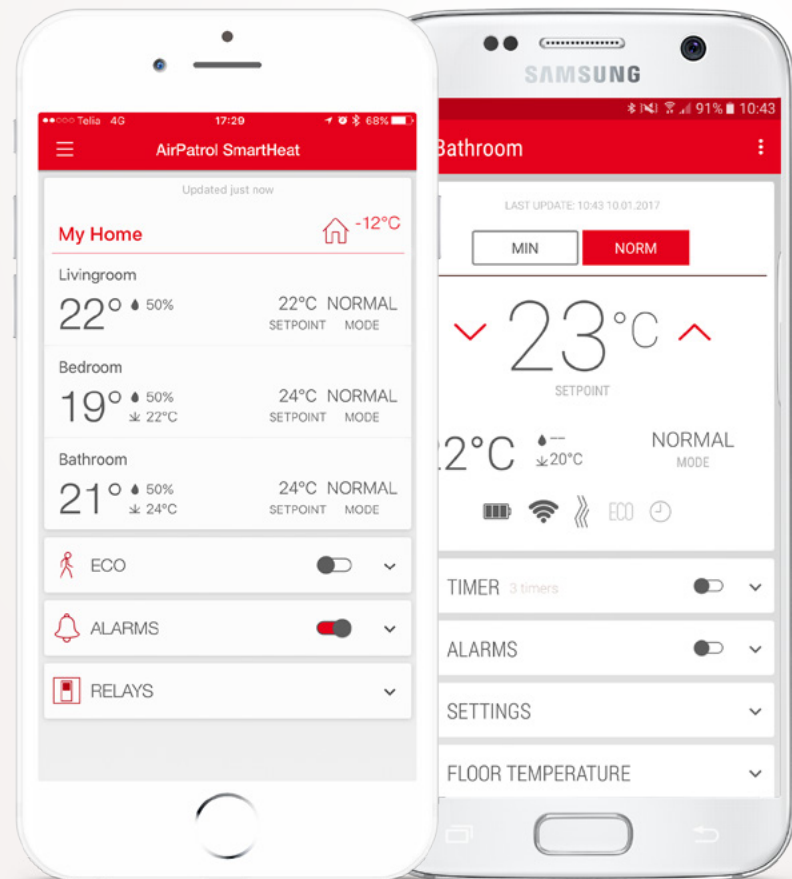 Telia 4G 17:29 68%
AirPatrol SmartHeat
Updated just now
My Home -12°C
Livingroom
22° 50% 22°C NORMAL
SETPOINT MODE
Bedroom
19° 50% 24°C NORMAL
22°C SETPOINT MODE
Bathroom
21° 50% 24°C NORMAL
24°C SETPOINT MODE
ECO
ALARMS
RELAYS
SAMSUNG
91% 10:43
Bathroom
LAST UPDATE: 10:43 10.01.2017
MIN NORM
23°C
SETPOINT
2°C -- NORMAL
20°C MODE
ECO
TIMER 3 timers
ALARMS
SETTINGS
FLOOR TEMPERATURE